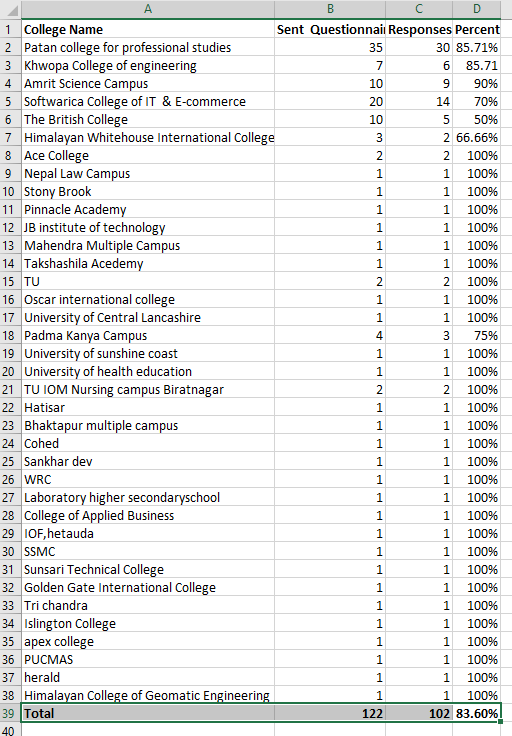 A B C D
1 College Name Sent Questionnai Responses Percent
2 Patan college for professional studies 35 30 85.71%
3 Khwopa College of engineering 7 6 85.71
4 Amrit Science Campus 10 9 90%
5 Softwarica College of IT & E-commerce 20 14 70%
6 The British College 10 5 50%
7 Himalayan Whitehouse International College 3 2 66.66%
8 Ace College 2 2 100%
9 Nepal Law Campus 1 1 100%
10 Stony Brook 1 1 100%
11 Pinnacle Academy 1 1 100%
12 JB institute of technology 1 1 100%
13 Mahendra Multiple Campus 1 1 100%
14 Takshashila Acedemy 1 1 100%
15 TU 2 2 100%
16 Oscar international college 1 1 100%
17 University of Central Lancashire 1 1 100%
18 Padma Kanya Campus 4 3 75%
19 University of sunshine coast 1 1 100%
20 University of health education 1 1 100%
21 TU IOM Nursing campus Biratnagar 2 2 100%
22 Hatisar 1 1 100%
23 Bhaktapur multiple campus 1 1 100%
24 Cohed 1 1 100%
25 Sankhar dev 1 1 100%
26 WRC 1 1 100%
27 Laboratory higher secondaryschool 1 1 100%
28 College of Applied Business 1 1 100%
29 IOF,hetauda 1 1 100%
30 SSMC 1 1 100%
31 Sunsari Technical College 1 1 100%
32 Golden Gate International College 1 1 100%
33 Tri chandra 1 1 100%
34 Islington College 1 1 100%
35 apex college 1 1 100%
36 PUCMAS 1 1 100%
37 herald 1 1 100%
38 Himalayan College of Geomatic Engineering 1 1 100%
39 Total 122 102 83.60%
40